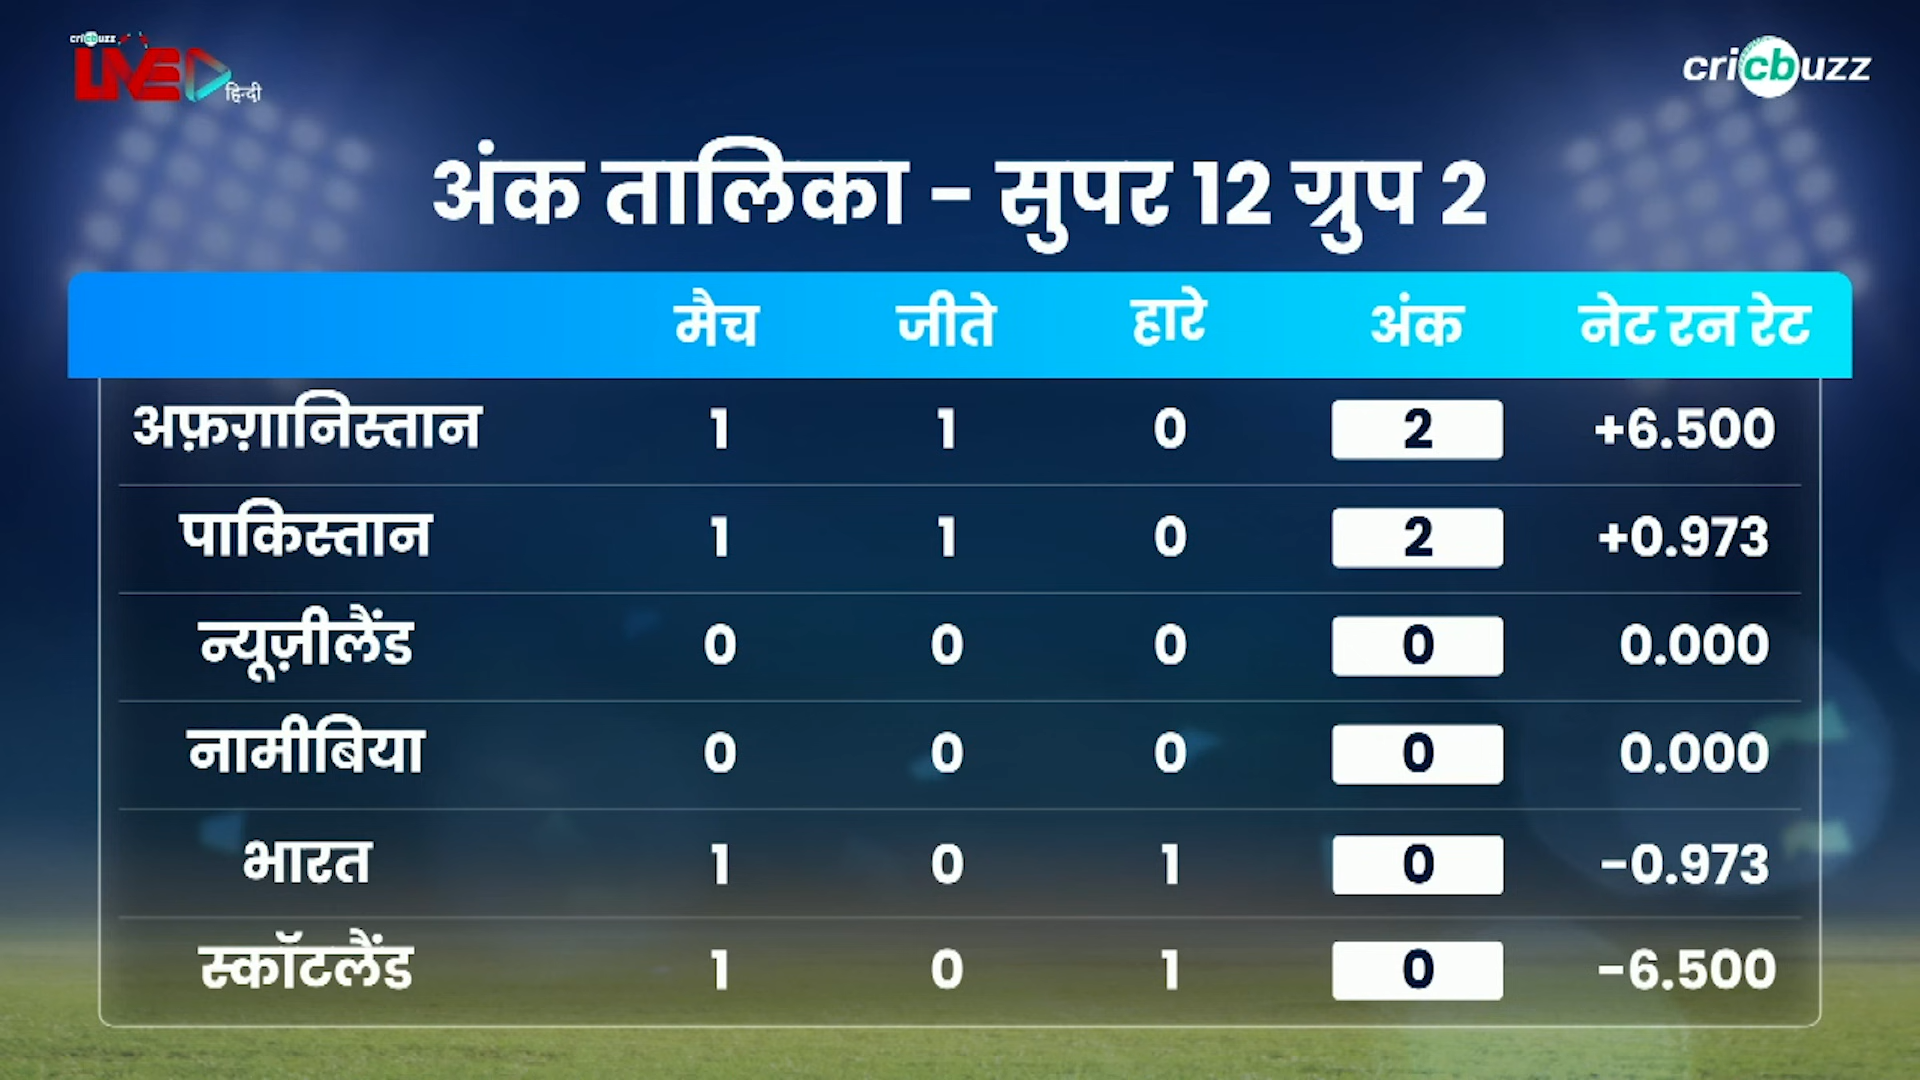 cricbuzz
LIVE हिन्दी
cricbuzz
अंक तालिका - सुपर 12 ग्रुप 2
मैच जीते हारे अंक नेट रन रेट
अफ़ग़ानिस्तान 1 1 0 2 +6.500
पाकिस्तान 1 1 0 2 +0.973
न्यूज़ीलैंड 0 0 0 0 0.000
नामीबिया 0 0 0 0 0.000
भारत 1 0 1 0 -0.973
स्कॉटलैंड 1 0 1 0 -6.500